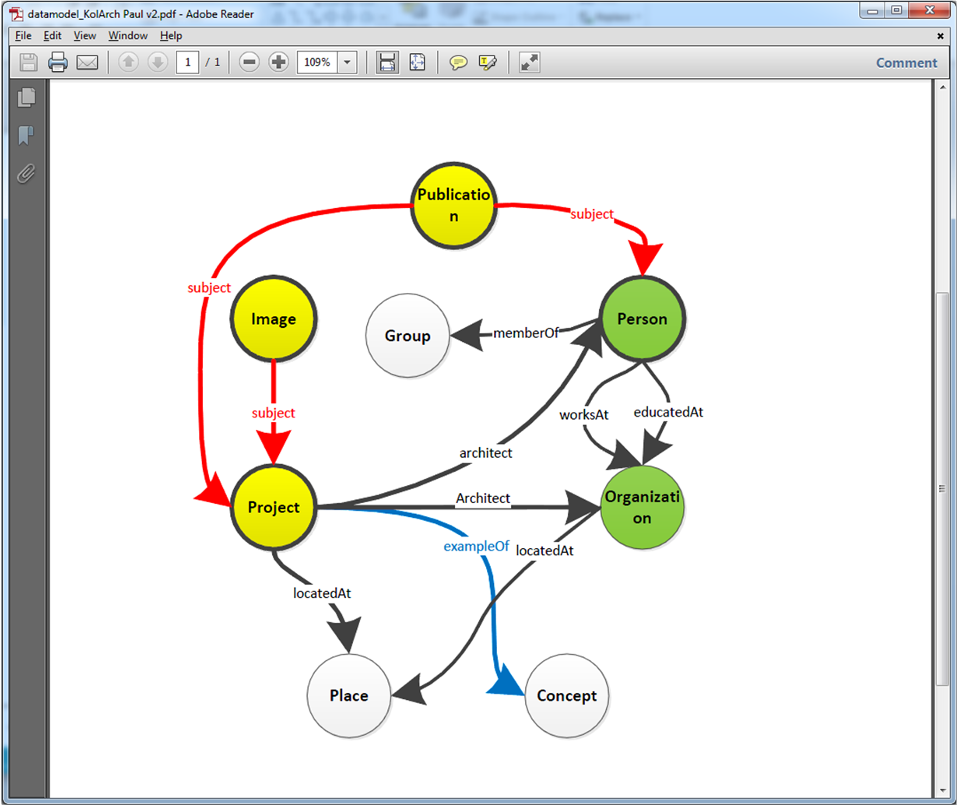 datamodel_KolArch Paul v2.pdf - Adobe Reader
File Edit View Window Help
1 / 1 109% Comment
Publicatio
n
subject
subject
Image
Group
memberOf
Person
subject
worksAt
educatedAt
architect
Project
Architect
Organizati
on
exampleOf
locatedAt
locatedAt
Place
Concept